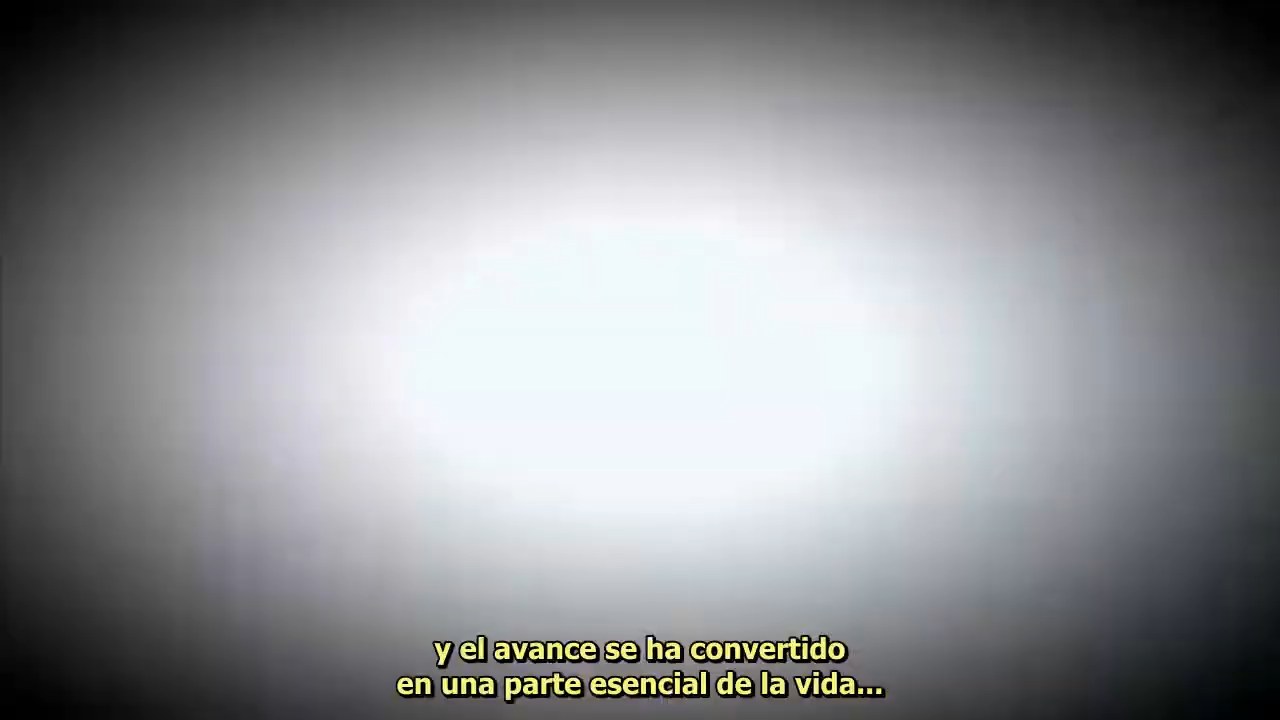 y el avance se ha convertido
en una parte esencial de la vida...